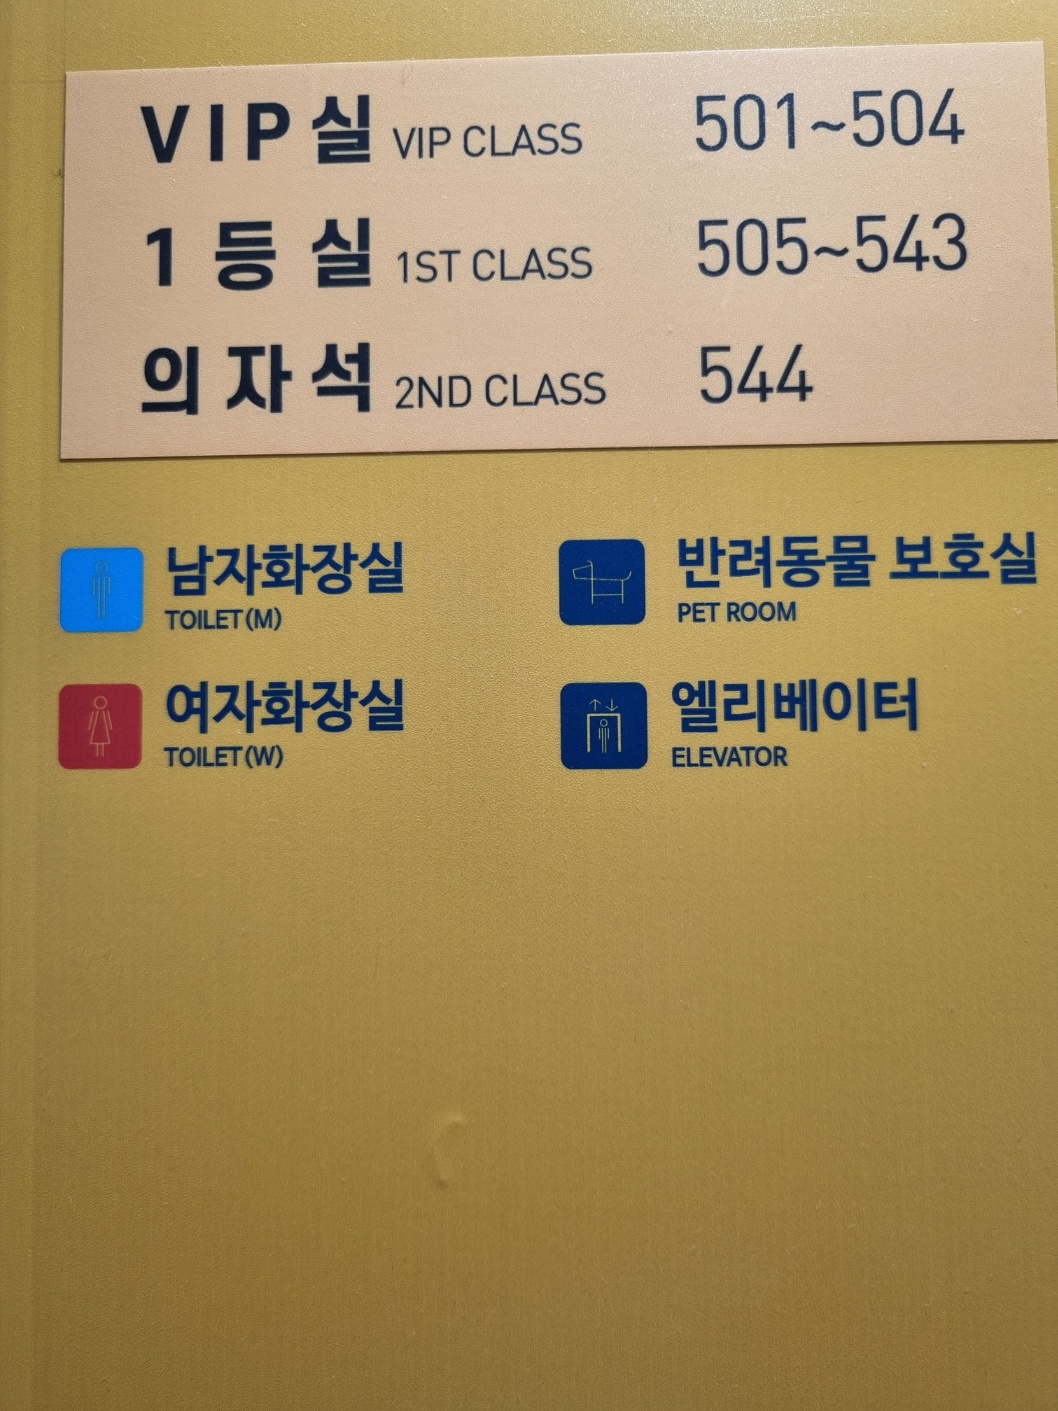 VIP실 VIP CLASS 501~504
1등실 1ST CLASS 505~543
의자석 2ND CLASS 544
남자화장실
TOILET(M)
반려동물 보호실
PET ROOM
여자화장실
TOILET(W)
엘리베이터
ELEVATOR